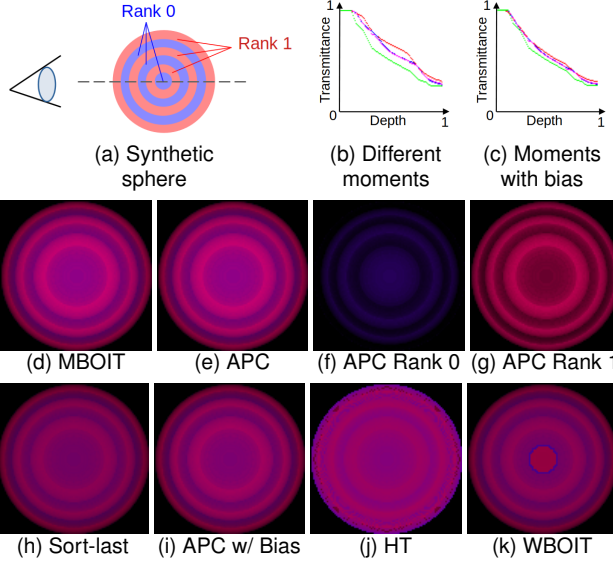 Rank 0
Rank 1
1
Transmittance
0
Depth
1
1
Transmittance
0
Depth
1
(a) Synthetic
sphere
(b) Different
moments
(c) Moments
with bias
(d) MBOIT
(e) APC
(f) APC Rank 0
(g) APC Rank 1
(h) Sort-last
(i) APC w/ Bias
(j) HT
(k) WBOIT